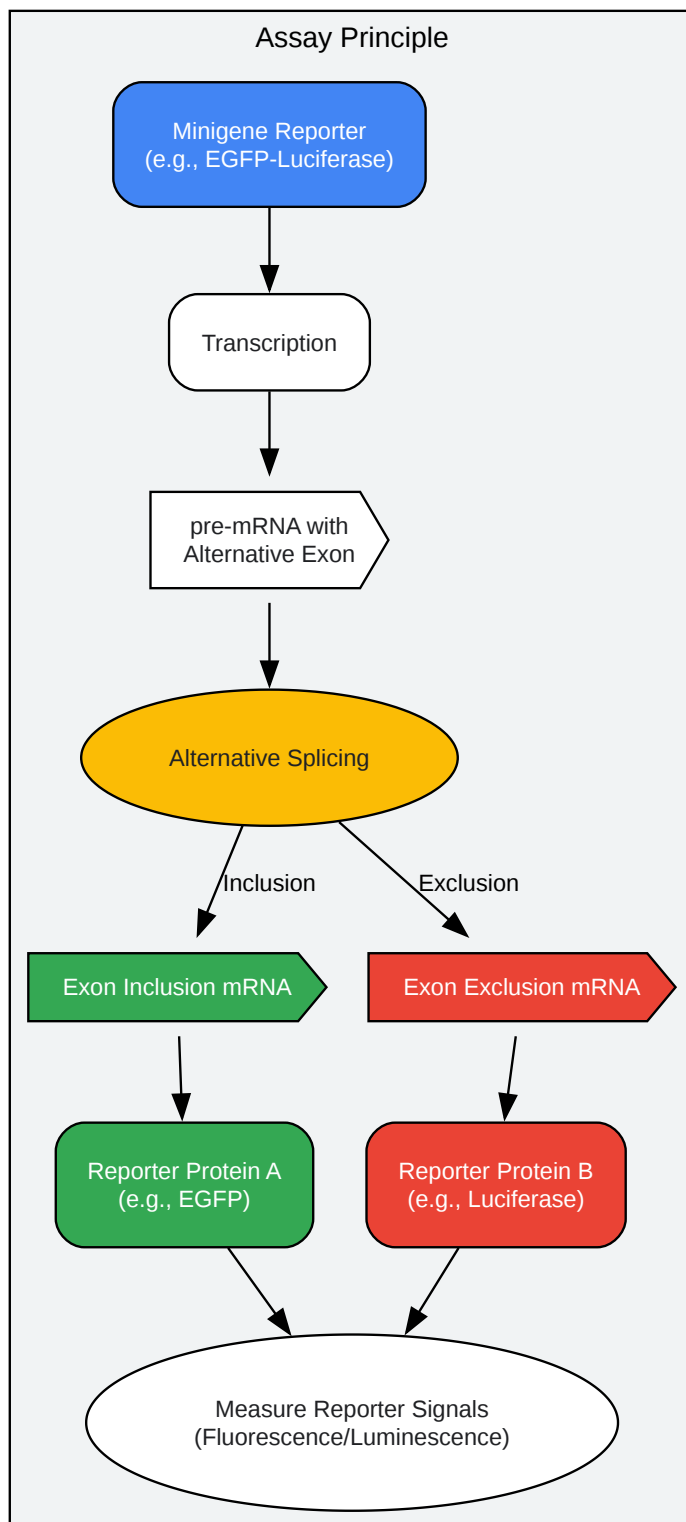 Assay Principle
Minigene Reporter
(e.g., EGFP-Luciferase)
Transcription
pre-mRNA with
Alternative Exon
Alternative Splicing
Inclusion
Exclusion
Exon Inclusion mRNA
Exon Exclusion mRNA
Reporter Protein A
(e.g., EGFP)
Reporter Protein B
(e.g., Luciferase)
Measure Reporter Signals
(Fluorescence/Luminescence)